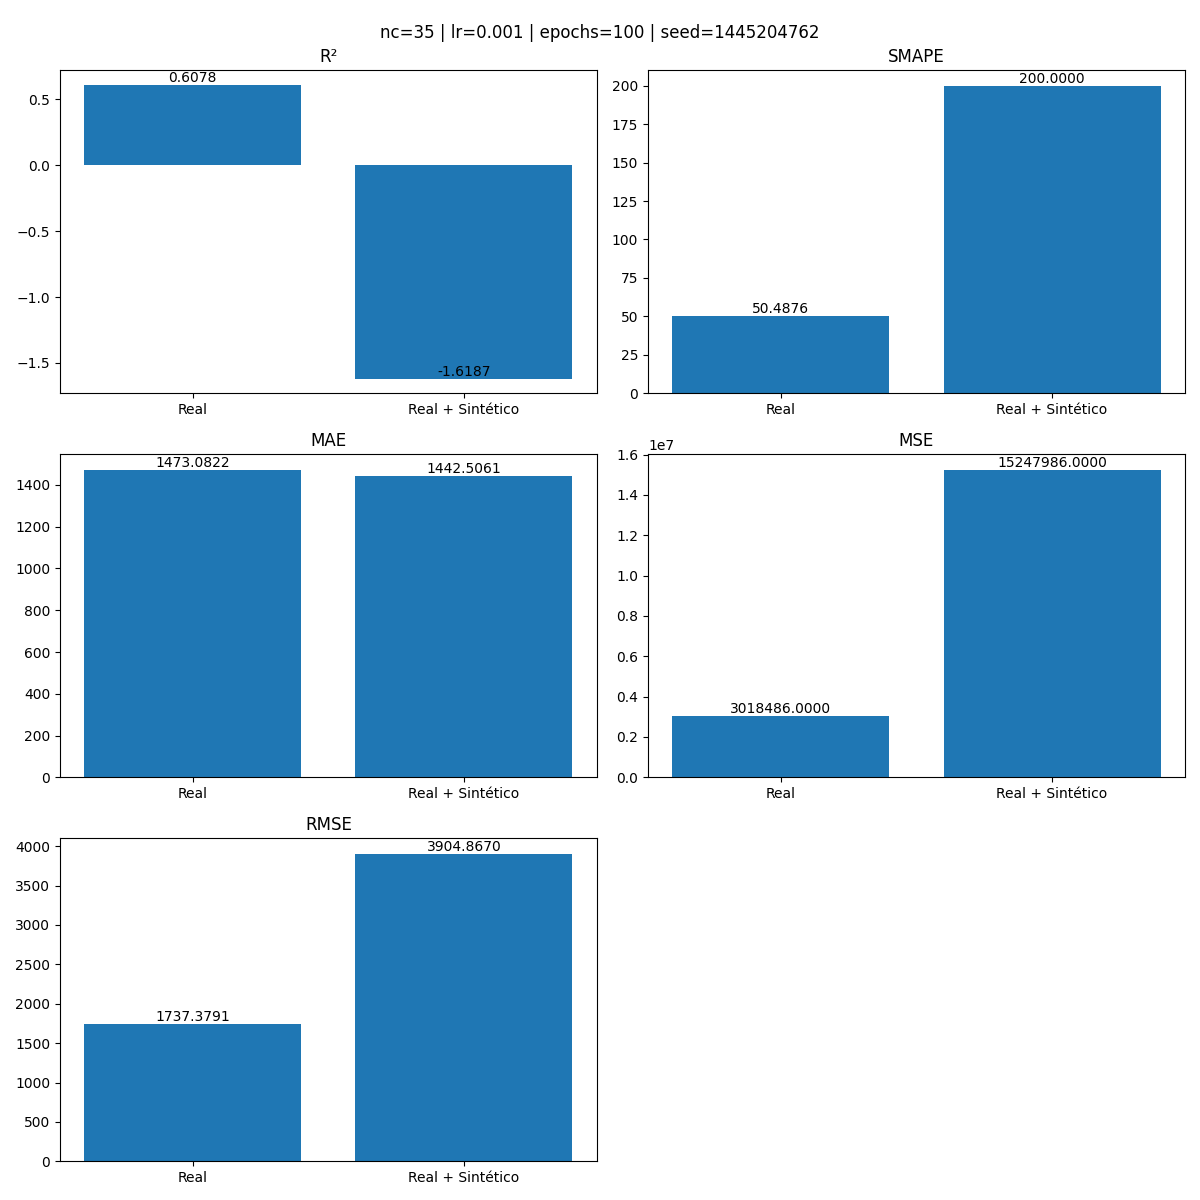 nc=35 | lr=0.001 | epochs=100 | seed=1445204762
R²
0.6078
0.5
0.0
−0.5
−1.0
−1.5
-1.6187
Real
Real + Sintético
SMAPE
200.0000
200
175
150
125
100
75
50.4876
50
25
0
Real
Real + Sintético
MAE
1473.0822
1442.5061
1400
1200
1000
800
600
400
200
0
Real
Real + Sintético
MSE
1e7
15247986.0000
1.6
1.4
1.2
1.0
0.8
0.6
0.4
3018486.0000
0.2
0.0
Real
Real + Sintético
RMSE
3904.8670
4000
3500
3000
2500
2000
1737.3791
1500
1000
500
0
Real
Real + Sintético